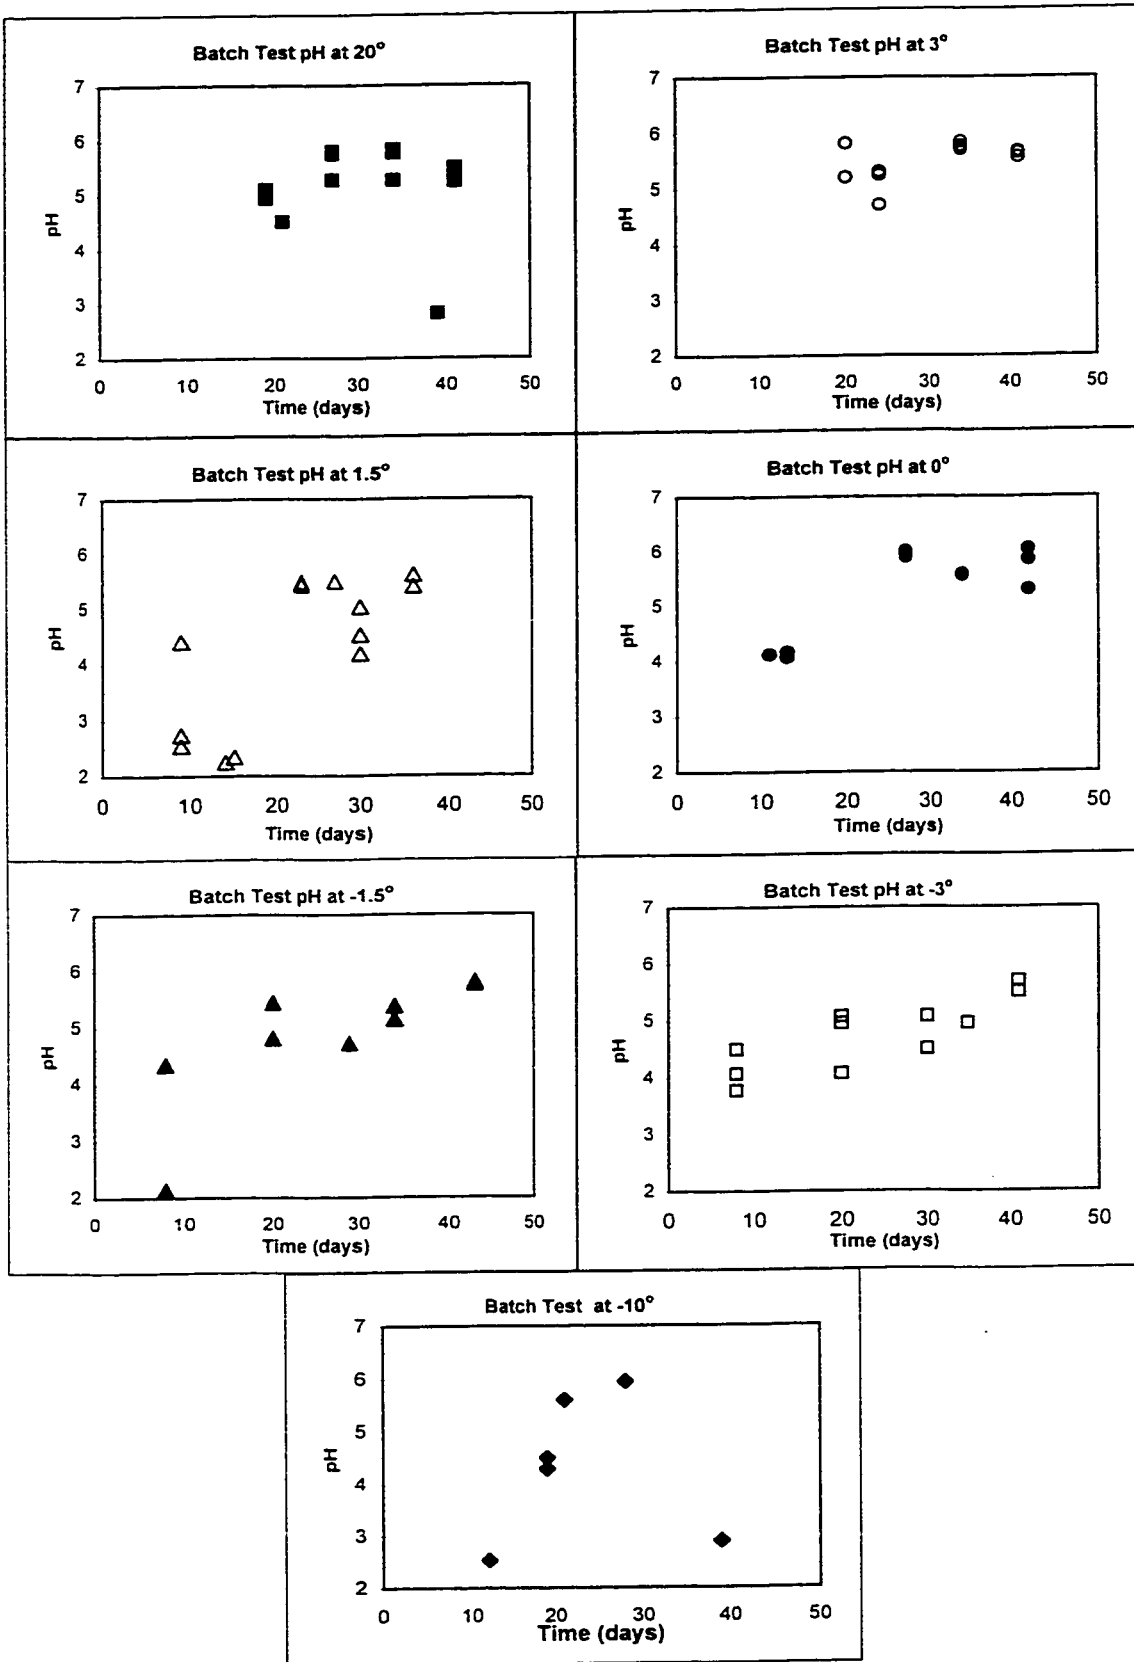 Batch Test pH at 20°
7
6
5
4
3
2
pH
0 10 20 30 40 50
Time (days)
Batch Test pH at 3°
7
6
5
4
3
2
pH
0 10 20 30 40 50
Time (days)
Batch Test pH at 1.5°
7
6
5
4
3
2
pH
0 10 20 30 40 50
Time (days)
Batch Test pH at 0°
7
6
5
4
3
2
pH
0 10 20 30 40 50
Time (days)
Batch Test pH at -1.5°
7
6
5
4
3
2
pH
0 10 20 30 40 50
Time (days)
Batch Test pH at -3°
7
6
5
4
3
2
pH
0 10 20 30 40 50
Time (days)
Batch Test at -10°
7
6
5
4
3
2
pH
0 10 20 30 40 50
Time (days)